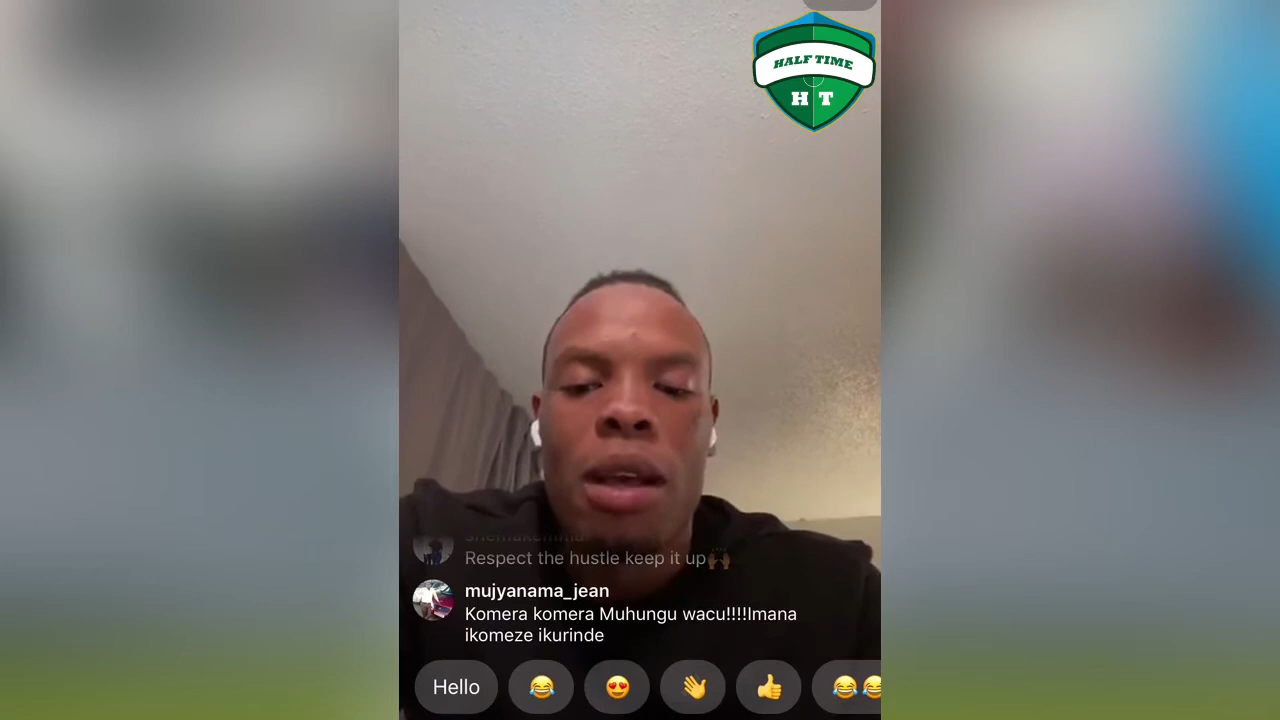 HALF TIME
H T
Respect the hustle keep it up🙌🏿
mujyanama_jean
Komera komera Muhungu wacu!!!!Imana
ikomeze ikurinde
Hello 😂 😍 👋 👍 😂😂